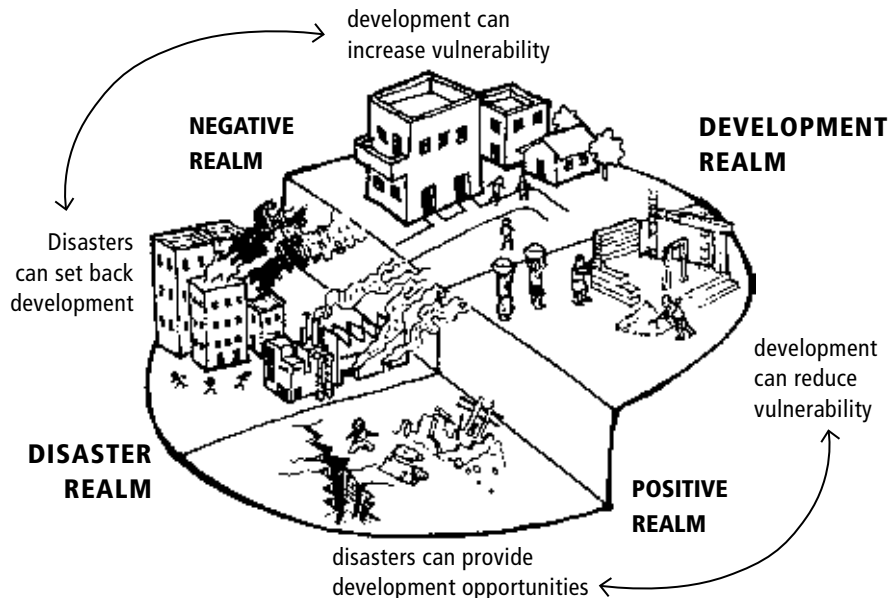 development can
increase vulnerability
NEGATIVE
REALM
DEVELOPMENT
REALM
Disasters
can set back
development
development
can reduce
vulnerability
DISASTER
REALM
POSITIVE
REALM
disasters can provide
development opportunities